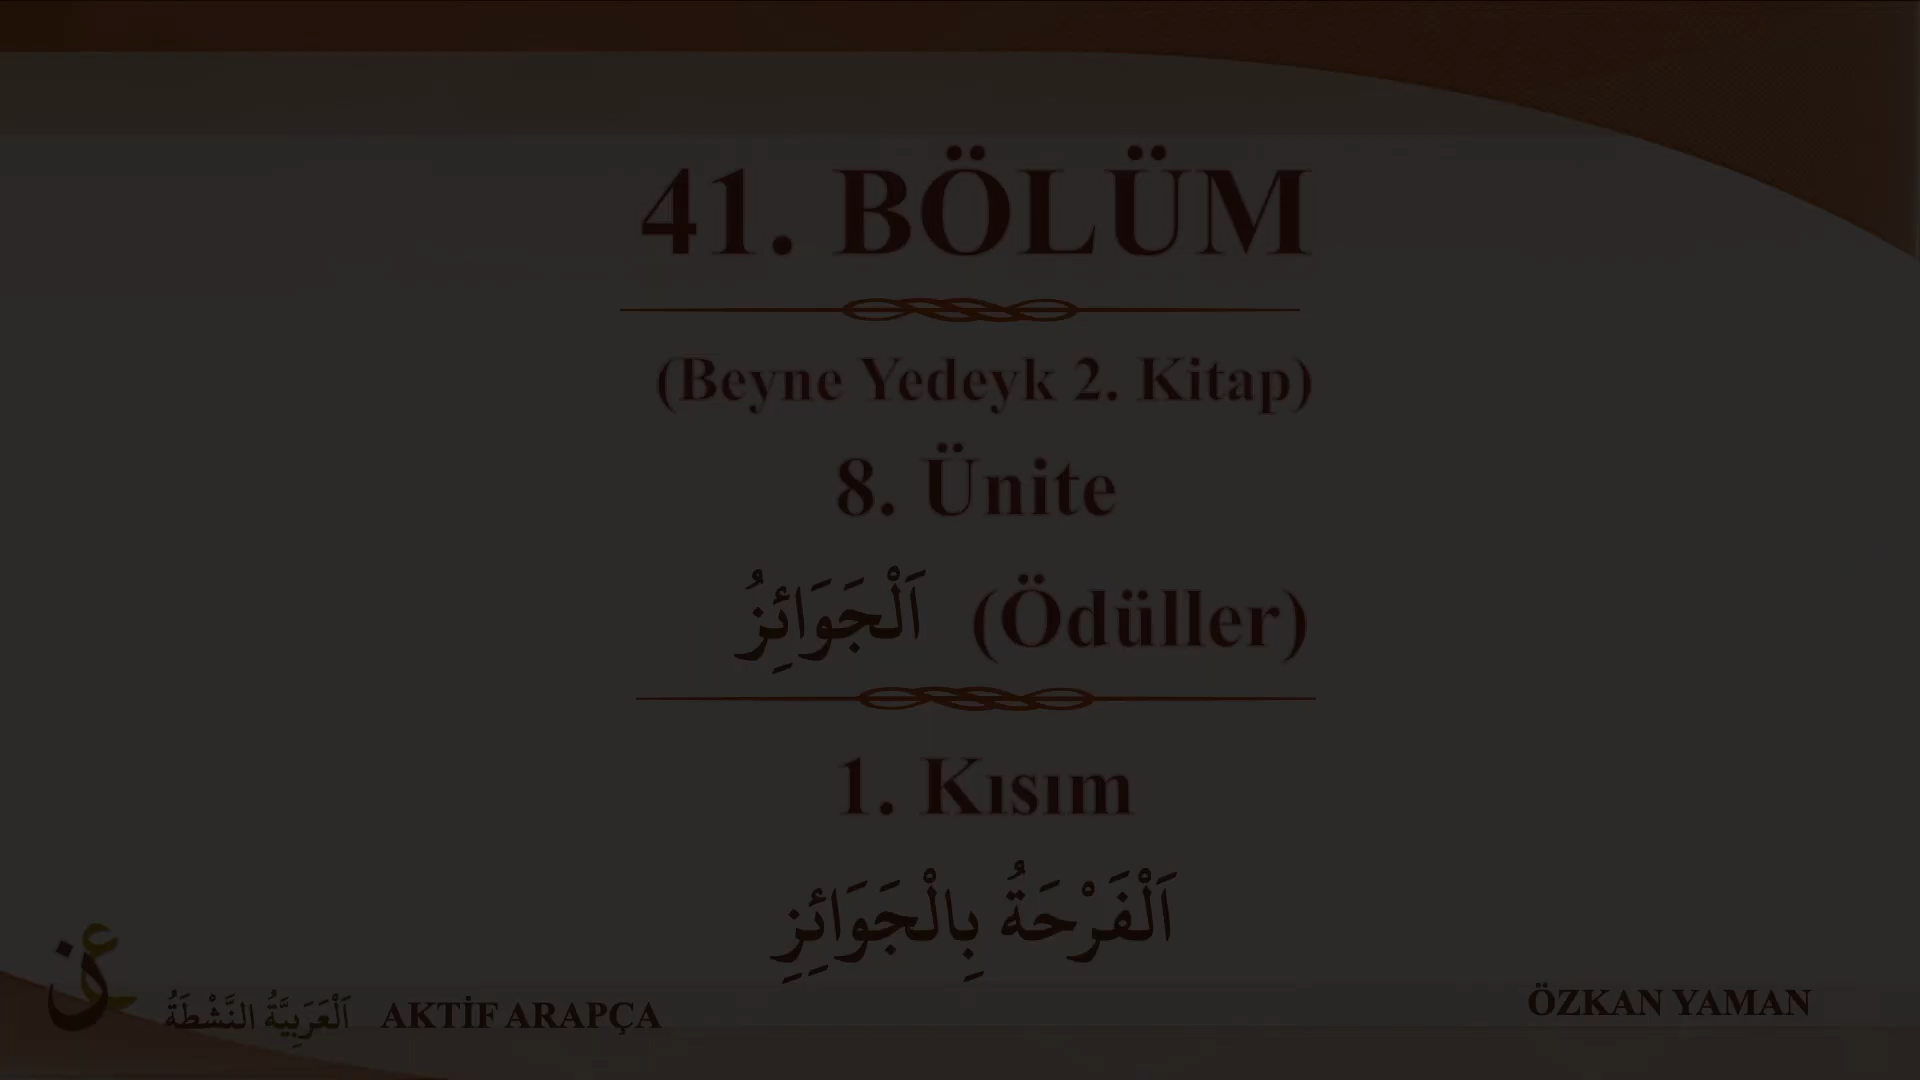 41. BÖLÜM
(Beyne Yedeyk 2. Kitap)
8. Ünite
اَلْجَوَائِزُ (Ödüller)
1. Kısım
اَلْفَرْحَةُ بِالْجَوَائِزِ
اَلْعَرَبِيَّةُ النَّشْطَةُ AKTİF ARAPÇA
ÖZKAN YAMAN